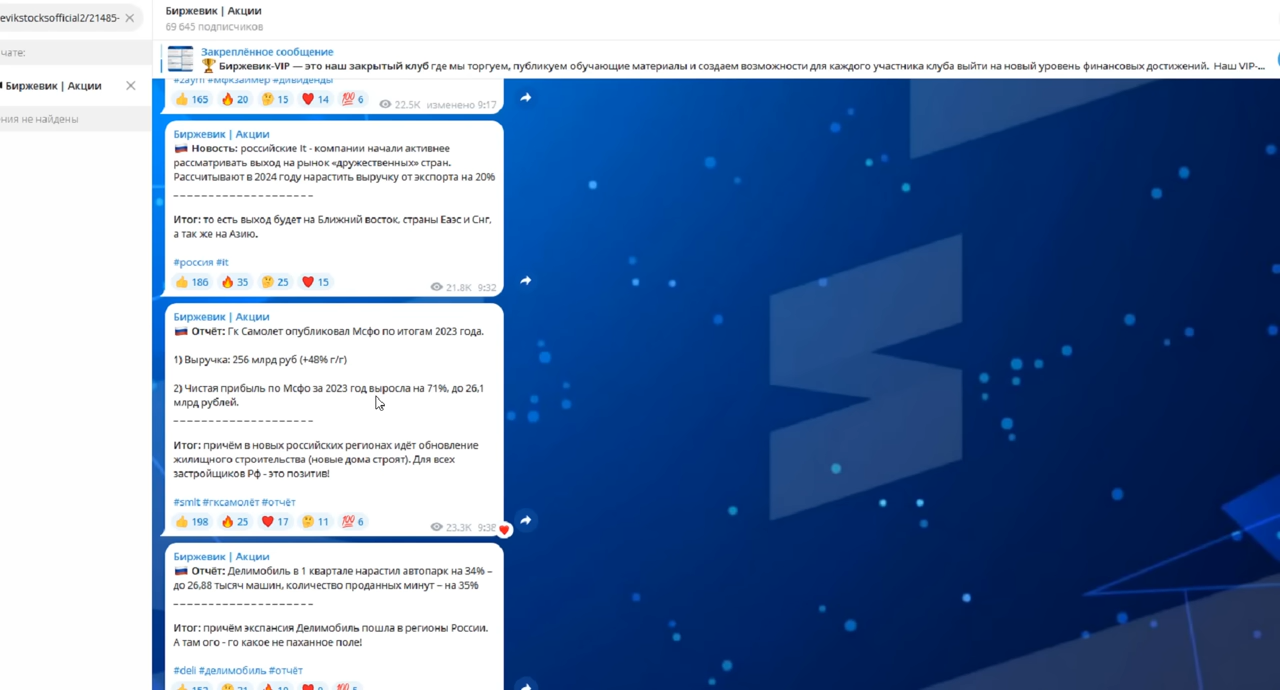 evikstocksofficial2/21485-
чате:
Биржевик | Акции
ния не найдены
Биржевик | Акции
69 645 подписчиков
Закреплённое сообщение
Биржевик-VIP — это наш закрытый клуб где мы торгуем, публикуем обучающие материалы и создаем возможности для каждого участника клуба выйти на новый уровень финансовых достижений. Наш VIP-...
#zaym #мфкзаймер #дивиденды
165 20 15 14 6 22.5K изменено 9:17
Биржевик | Акции
Новость: российские It - компании начали активнее
рассматривать выход на рынок «дружественных» стран.
Рассчитывают в 2024 году нарастить выручку от экспорта на 20%
– – – – – – – – – – – – – – – – – – –
Итог: то есть выход будет на Ближний восток, страны Еаэс и Снг,
а так же на Азию.
#россия #it
186 35 25 15 21.8K 9:32
Биржевик | Акции
Отчёт: Гк Самолет опубликовал Мсфо по итогам 2023 года.
1) Выручка: 256 млрд руб (+48% г/г)
2) Чистая прибыль по Мсфо за 2023 год выросла на 71%, до 26,1
млрд рублей.
– – – – – – – – – – – – – – – – – – –
Итог: причём в новых российских регионах идёт обновление
жилищного строительства (новые дома строят). Для всех
застройщиков Рф - это позитив!
#smlt #гксамолёт #отчёт
198 25 17 11 6 23.3K 9:38
Биржевик | Акции
Отчёт: Делимобиль в 1 квартале нарастил автопарк на 34% –
до 26,88 тысяч машин, количество проданных минут – на 35%
– – – – – – – – – – – – – – – – – – –
Итог: причём экспансия Делимобиль пошла в регионы России.
А там ого - го какое не паханное поле!
#deli #делимобиль #отчёт